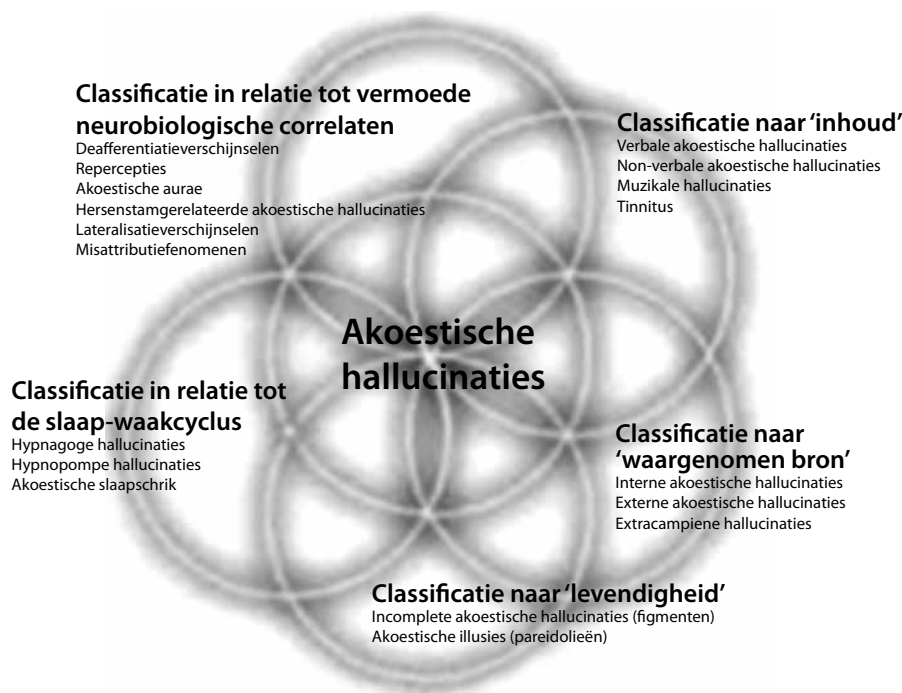 Classificatie in relatie tot vermoede
neurobiologische correlaten
Deafferentiatieverschijnselen
Repercepties
Akoestische aurae
Hersenstamgerelateerde akoestische hallucinaties
Lateralisatieverschijnselen
Misattributiefenomenen
Classificatie naar ‘inhoud’
Verbale akoestische hallucinaties
Non-verbale akoestische hallucinaties
Muzikale hallucinaties
Tinnitus
Akoestische
hallucinaties
Classificatie in relatie tot
de slaap-waakcyclus
Hypnagoge hallucinaties
Hypnopompe hallucinaties
Akoestische slaapschrik
Classificatie naar
‘waargenomen bron’
Interne akoestische hallucinaties
Externe akoestische hallucinaties
Extracampiene hallucinaties
Classificatie naar ‘levendigheid’
Incomplete akoestische hallucinaties (figmenten)
Akoestische illusies (pareidolieën)